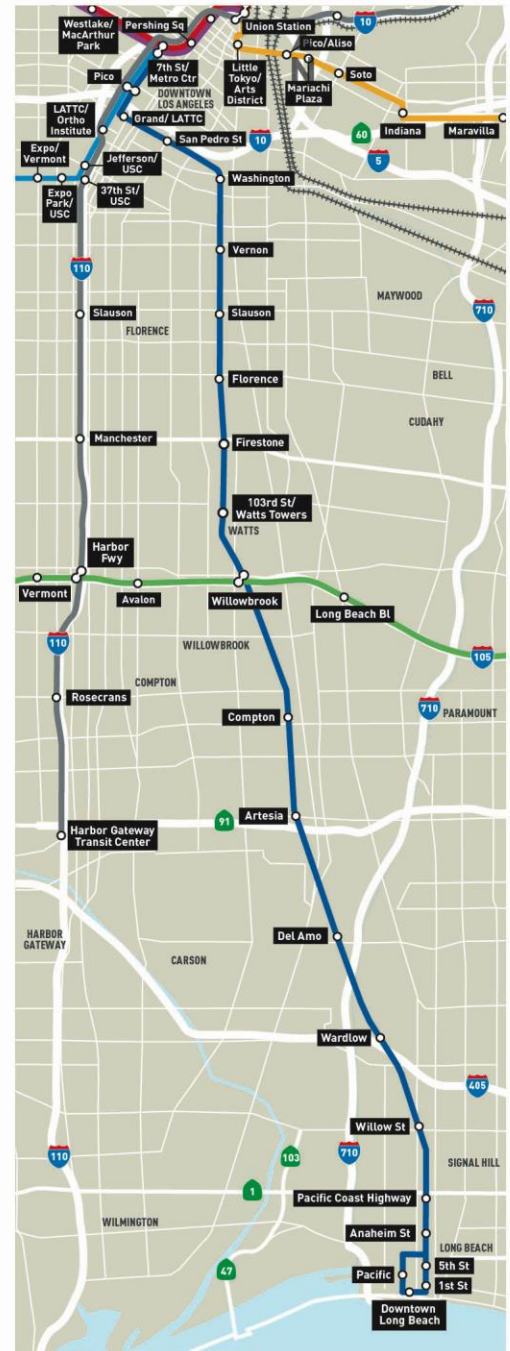 Westlake/
MacArthur
Park
Pershing Sq
Union Station
10
Pico/Aliso
7th St/
Metro Ctr
Pico
DOWNTOWN
LOS ANGELES
Little
Tokyo/
Arts
District
Mariachi
Plaza
Soto
LATTC/
Ortho
Institute
Grand/ LATTC
Indiana
Maravilla
San Pedro St
10
60
5
Expo/
Vermont
Jefferson/
USC
Expo
Park/
USC
37th St/
USC
Washington
Vernon
110
MAYWOOD
710
Slauson
Slauson
FLORENCE
BELL
Florence
CUDAHY
Manchester
Firestone
103rd St/
Watts Towers
WATTS
Harbor
Fwy
Vermont
Avalon
Willowbrook
Long Beach Bl
110
WILLOWBROOK
105
COMPTON
Rosecrans
710
PARAMOUNT
Compton
91
Artesia
Harbor Gateway
Transit Center
HARBOR
GATEWAY
Del Amo
CARSON
Wardlow
405
Willow St
110
103
710
SIGNAL HILL
1
Pacific Coast Highway
WILMINGTON
Anaheim St
LONG BEACH
47
Pacific
5th St
1st St
Downtown
Long Beach